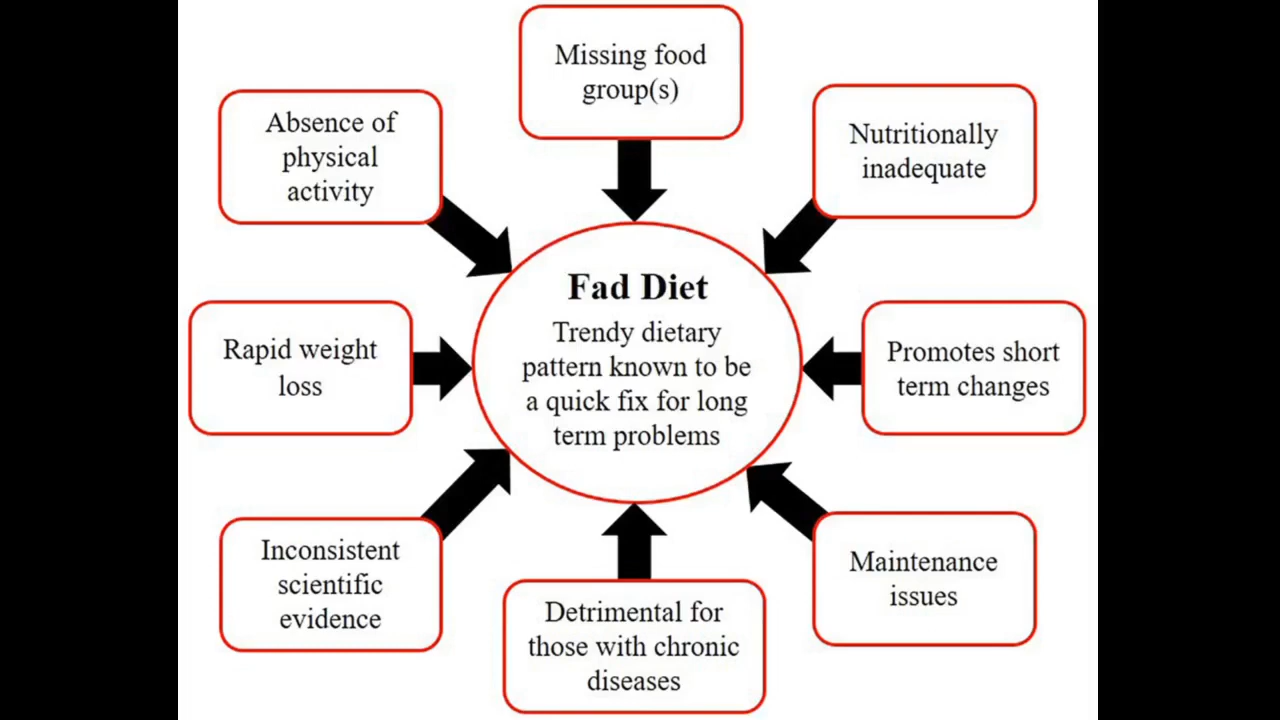 Missing food
group(s)
Absence of
physical
activity
Nutritionally
inadequate
Fad Diet
Trendy dietary
pattern known to be
a quick fix for long
term problems
Rapid weight
loss
Promotes short
term changes
Inconsistent
scientific
evidence
Maintenance
issues
Detrimental for
those with chronic
diseases